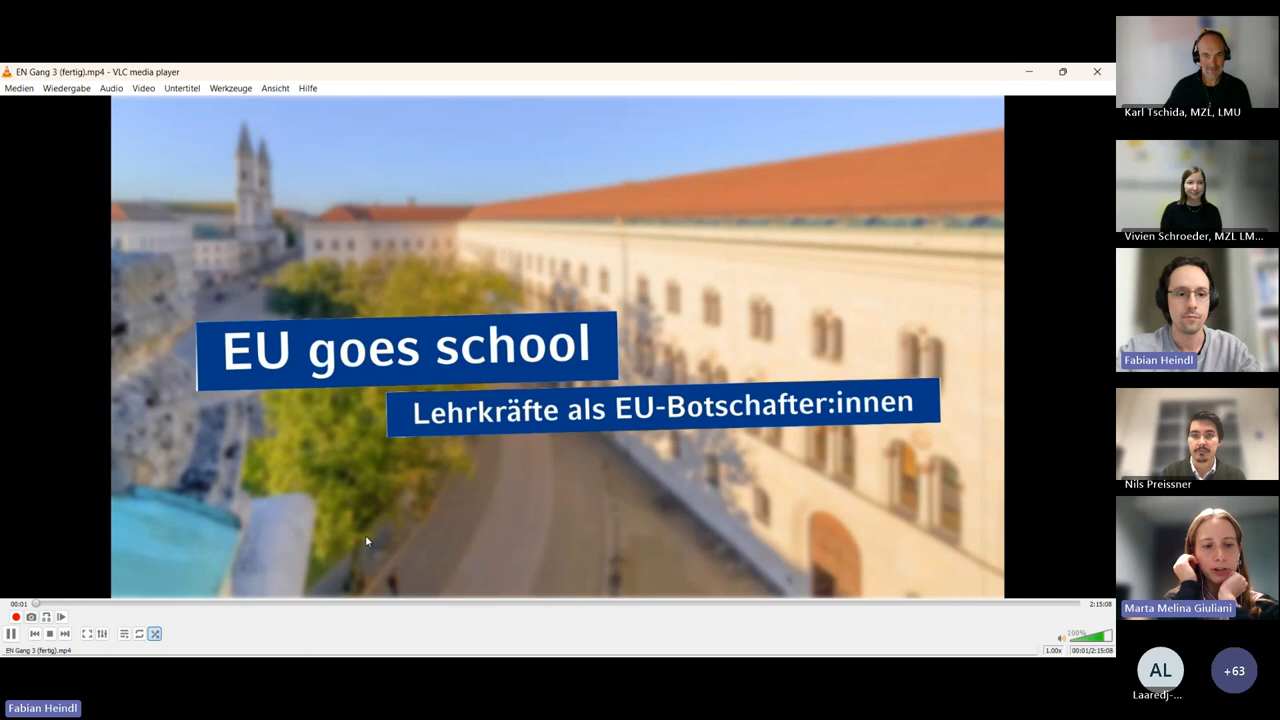 EN Gang 3 (fertig).mp4 - VLC media player
Medien Wiedergabe Audio Video Untertitel Werkzeuge Ansicht Hilfe
EU goes school
Lehrkräfte als EU-Botschafter:innen
00:01
2:15:08
100%
EN Gang 3 (fertig).mp4
1.00x
00:01/2:15:08
Fabian Heindl
Karl Tschida, MZL, LMU
Vivien Schroeder, MZL LM...
Fabian Heindl
Nils Preissner
Marta Melina Giuliani
AL
Laaredj-...
+63